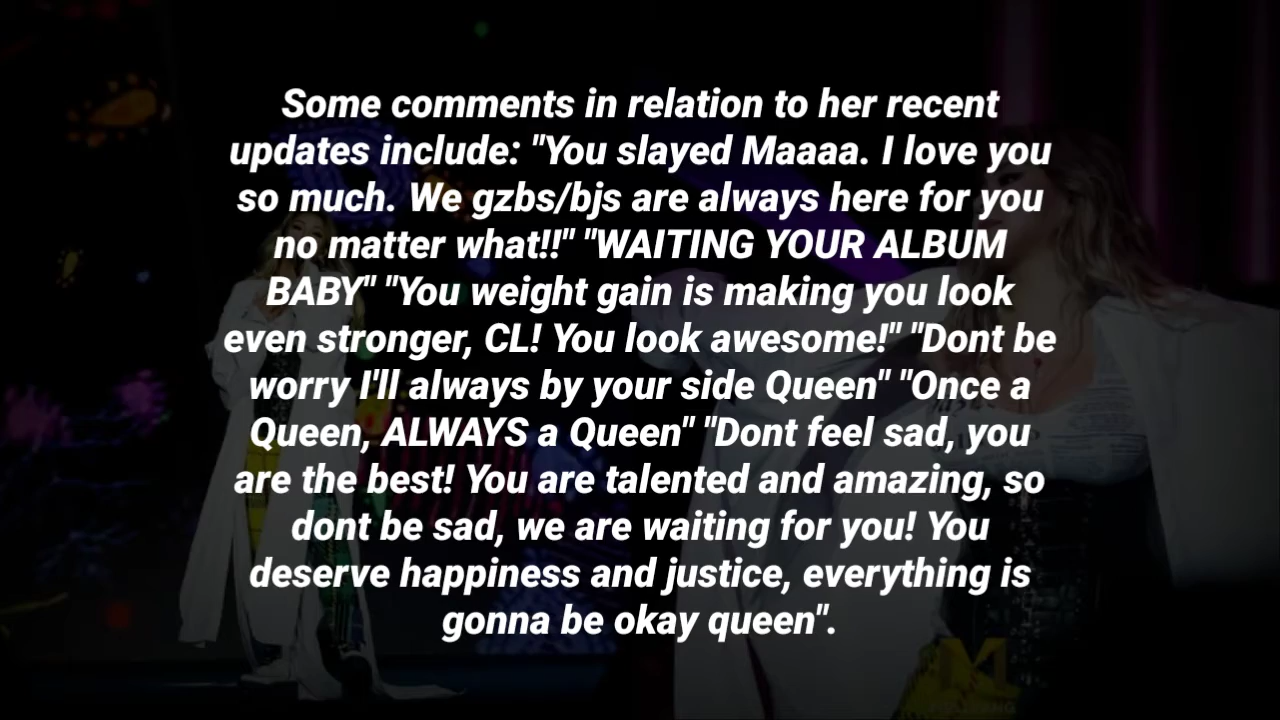 Some comments in relation to her recent
updates include: "You slayed Maaaa. I love you
so much. We gzbs/bjs are always here for you
no matter what!!" "WAITING YOUR ALBUM
BABY" "You weight gain is making you look
even stronger, CL! You look awesome!" "Dont be
worry I'll always by your side Queen" "Once a
Queen, ALWAYS a Queen" "Dont feel sad, you
are the best! You are talented and amazing, so
dont be sad, we are waiting for you! You
deserve happiness and justice, everything is
gonna be okay queen".